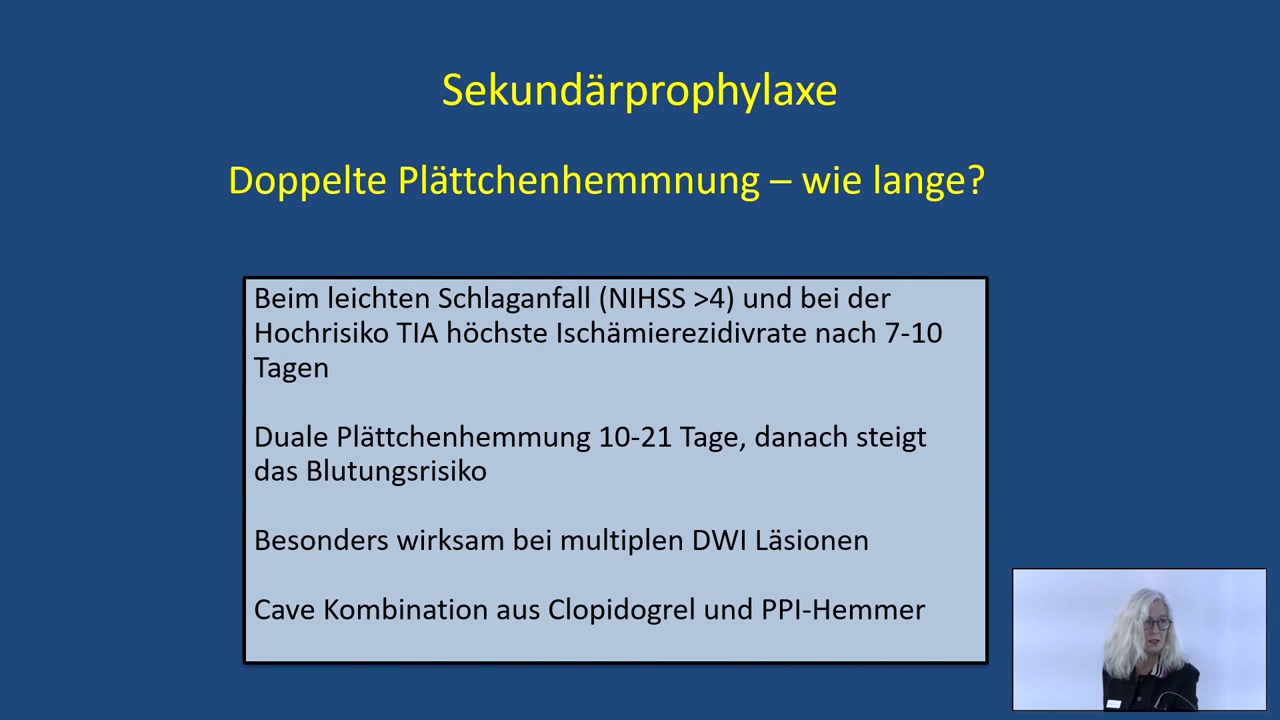 Sekundärprophylaxe
Doppelte Plättchenhemmnung – wie lange?
Beim leichten Schlaganfall (NIHSS >4) und bei der
Hochrisiko TIA höchste Ischämierezidivrate nach 7-10
Tagen
Duale Plättchenhemmung 10-21 Tage, danach steigt
das Blutungsrisiko
Besonders wirksam bei multiplen DWI Läsionen
Cave Kombination aus Clopidogrel und PPI-Hemmer